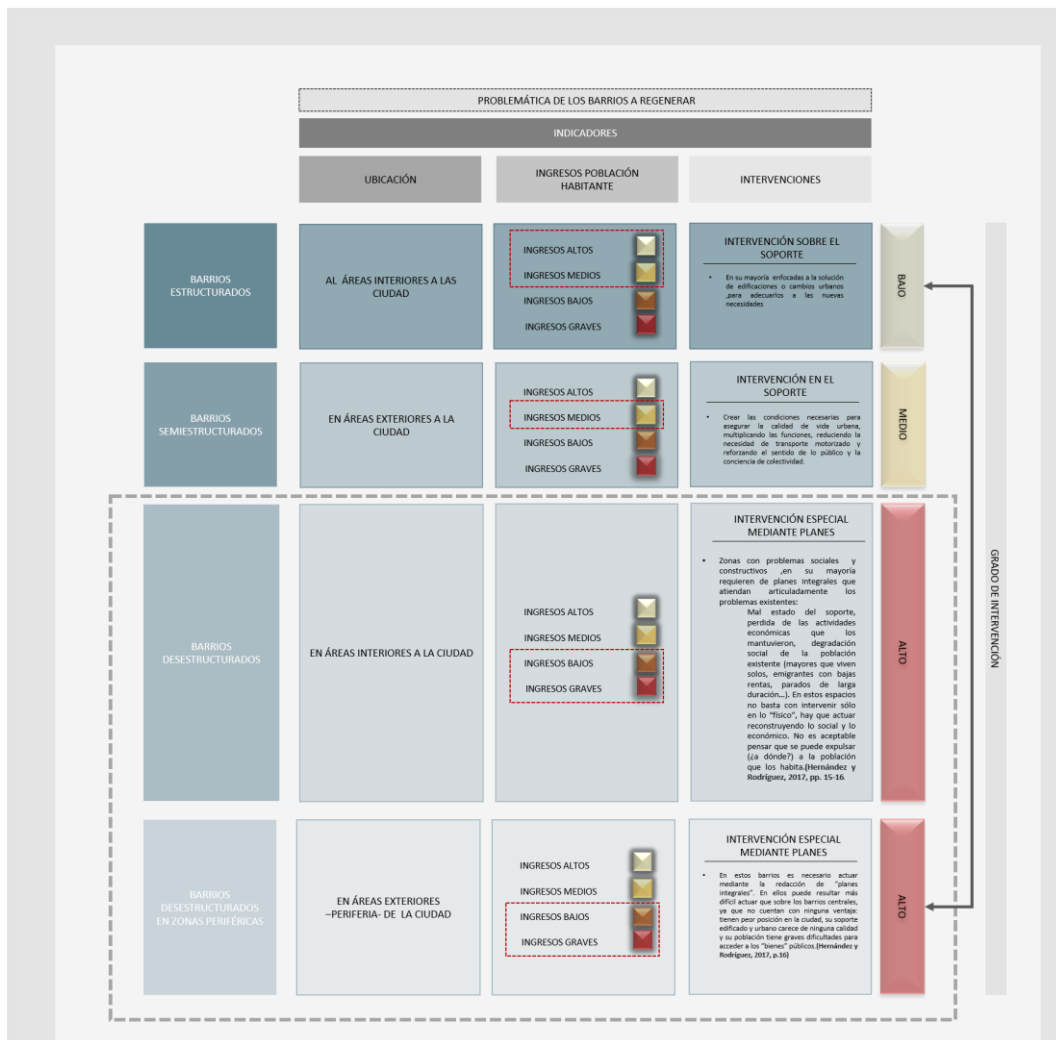 PROBLEMÁTICA DE LOS BARRIOS A REGENERAR
INDICADORES
UBICACIÓN
INGRESOS POBLACIÓN
HABITANTE
INTERVENCIONES
BARRIOS
ESTRUCTURADOS
AL ÁREAS INTERIORES A LAS
CIUDAD
INGRESOS ALTOS
INGRESOS MEDIOS
INGRESOS BAJOS
INGRESOS GRAVES
INTERVENCIÓN SOBRE EL
SOPORTE
• En su mayoría enfocadas a la solución
de edificaciones o cambios urbanos
,para adecuarlos a las nuevas
necesidades
BAJO
BARRIOS
SEMIESTRUCTURADOS
EN ÁREAS EXTERIORES A LA
CIUDAD
INGRESOS ALTOS
INGRESOS MEDIOS
INGRESOS BAJOS
INGRESOS GRAVES
INTERVENCIÓN EN EL
SOPORTE
• Crear las condiciones necesarias para
asegurar la calidad de vida urbana,
multiplicando las funciones, reduciendo la
necesidad de transporte motorizado y
reforzando el sentido de lo público y la
conciencia de colectividad.
MEDIO
BARRIOS
DESESTRUCTURADOS
EN ÁREAS INTERIORES A LA CIUDAD
INGRESOS ALTOS
INGRESOS MEDIOS
INGRESOS BAJOS
INGRESOS GRAVES
INTERVENCIÓN ESPECIAL
MEDIANTE PLANES
• Zonas con problemas sociales y
constructivos ,en su mayoría
requieren de planes integrales que
atiendan articuladamente los
problemas existentes:
Mal estado del soporte,
perdida de las actividades
económicas que los
mantuvieron, degradación
social de la población
existente (mayores que viven
solos, emigrantes con bajas
rentas, parados de larga
duración...). En estos espacios
no basta con intervenir sólo
en lo "físico", hay que actuar
reconstruyendo lo social y lo
económico. No es aceptable
pensar que se puede expulsar
(¿a dónde?) a la población
que los habita.(Hernández y
Rodríguez, 2017, pp. 15-16.
ALTO
BARRIOS
DESESTRUCTURADOS
EN ZONAS PERIFÉRICAS
EN ÁREAS EXTERIORES
–PERIFERIA- DE LA CIUDAD
INGRESOS ALTOS
INGRESOS MEDIOS
INGRESOS BAJOS
INGRESOS GRAVES
INTERVENCIÓN ESPECIAL
MEDIANTE PLANES
• En estos barrios es necesario actuar
mediante la redacción de "planes
integrales". En ellos puede resultar más
difícil actuar que sobre los barrios centrales,
ya que no cuentan con ninguna ventaja:
tienen peor posición en la ciudad, su soporte
edificado y urbano carece de ninguna calidad
y su población tiene graves dificultades para
acceder a los "bienes" públicos.(Hernández y
Rodríguez, 2017, p.16)
ALTO
GRADO DE INTERVENCIÓN